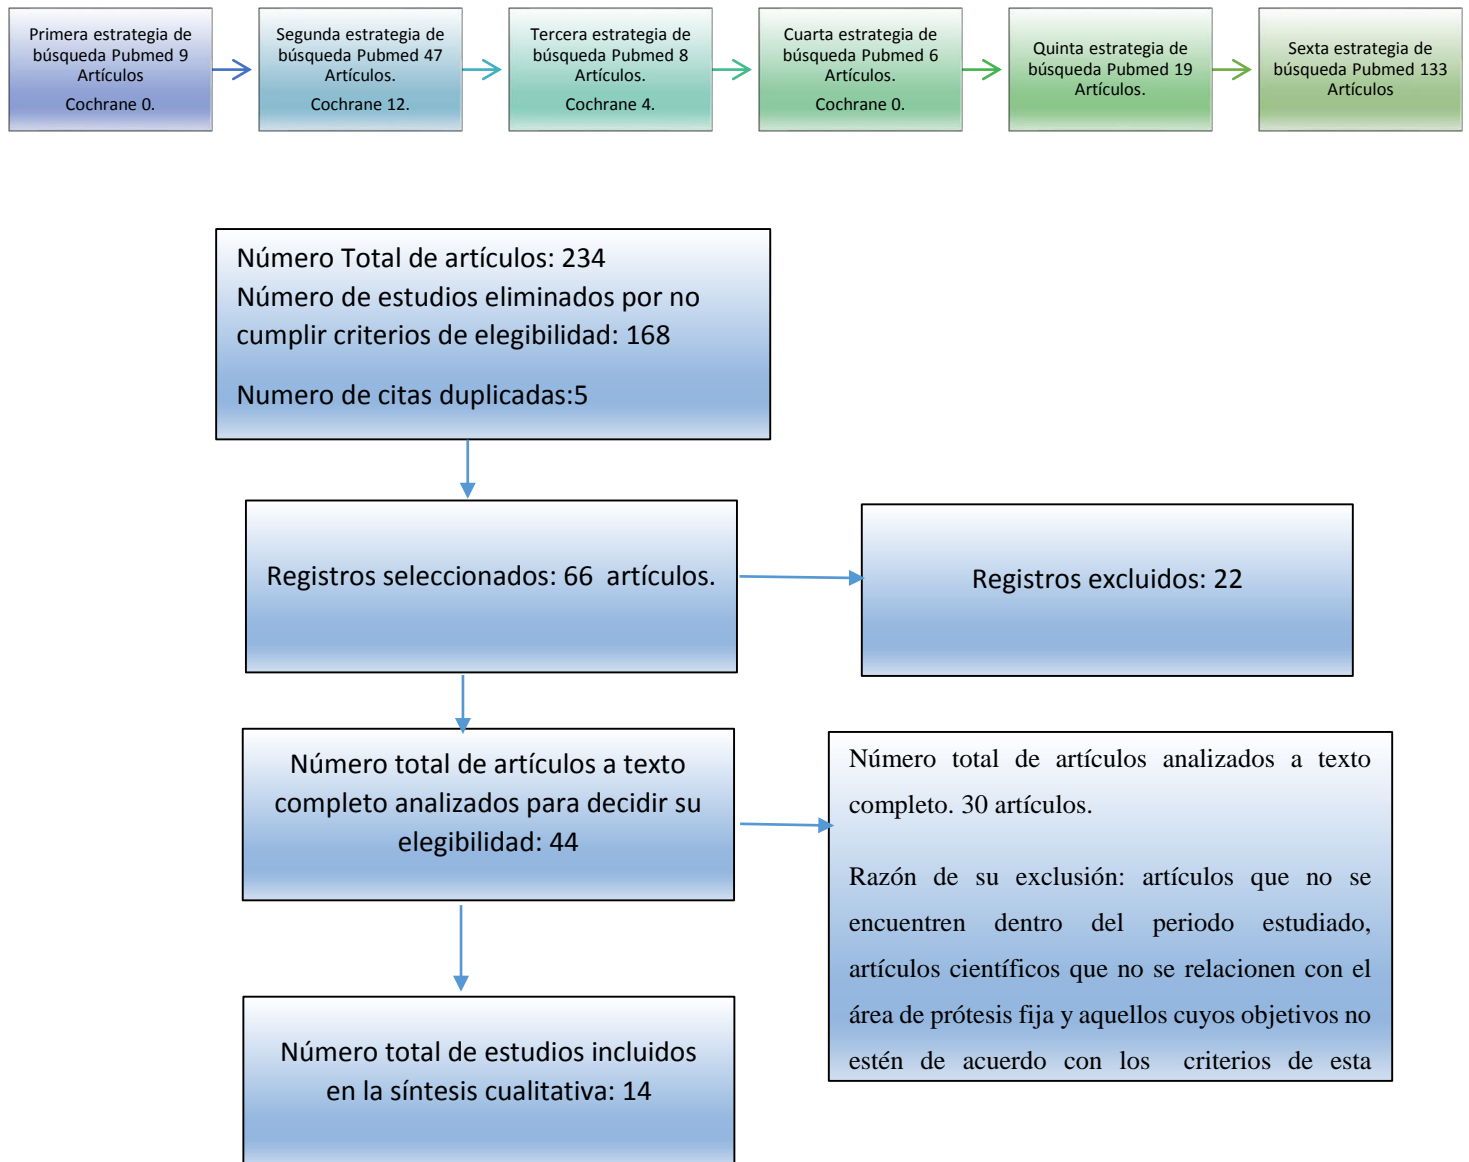 Primera estrategia de
búsqueda Pubmed 9
Artículos
Cochrane 0.
Segunda estrategia de
búsqueda Pubmed 47
Artículos.
Cochrane 12.
Tercera estrategia de
búsqueda Pubmed 8
Artículos.
Cochrane 4.
Cuarta estrategia de
búsqueda Pubmed 6
Artículos.
Cochrane 0.
Quinta estrategia de
búsqueda Pubmed 19
Artículos.
Sexta estrategia de
búsqueda Pubmed 133
Artículos
Número Total de artículos: 234
Número de estudios eliminados por no
cumplir criterios de elegibilidad: 168
Numero de citas duplicadas:5
Registros seleccionados: 66 artículos.
Registros excluidos: 22
Número total de artículos a texto
completo analizados para decidir su
elegibilidad: 44
Número total de artículos analizados a texto
completo. 30 artículos.
Razón de su exclusión: artículos que no se
encuentren dentro del periodo estudiado,
artículos científicos que no se relacionen con el
área de prótesis fija y aquellos cuyos objetivos no
estén de acuerdo con los criterios de esta
Número total de estudios incluidos
en la síntesis cualitativa: 14